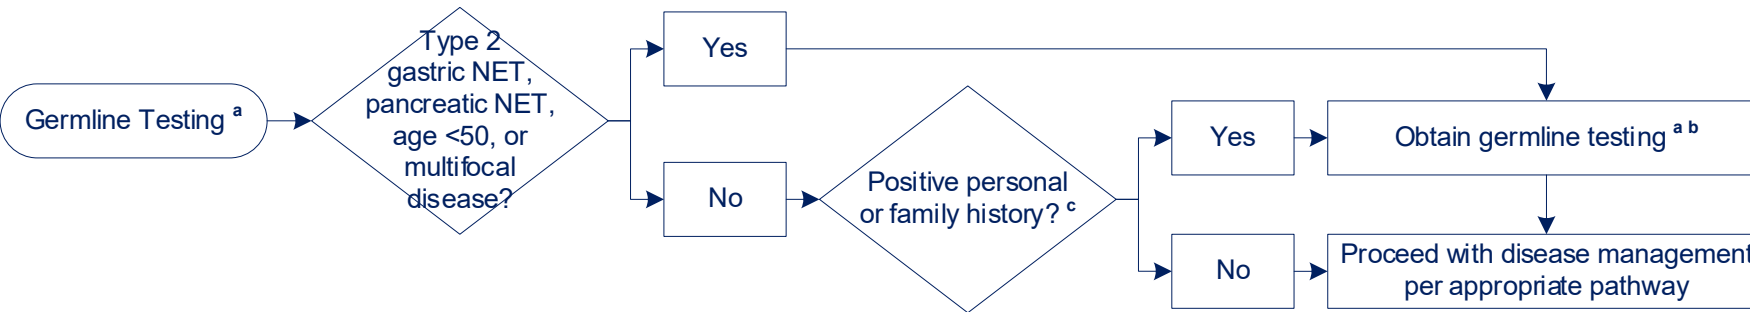 Germline Testing a
Type 2
gastric NET,
pancreatic NET,
age <50, or
multifocal
disease?
Yes
No
Positive personal
or family history? c
Yes
No
Obtain germline testing a b
Proceed with disease management
per appropriate pathway